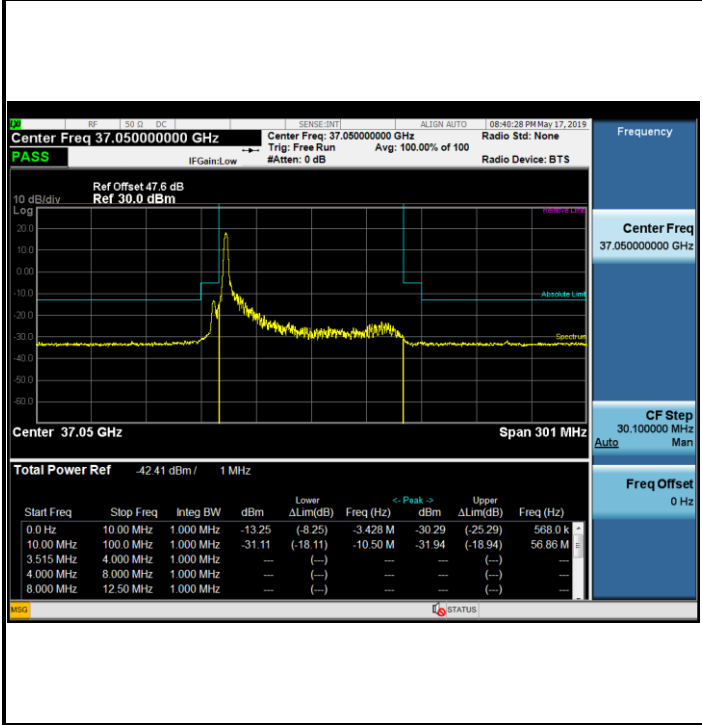 RF 50 Ω DC SENSE:INT ALIGN AUTO 08:40:28 PM May 17, 2019
Center Freq 37.050000000 GHz Center Freq: 37.050000000 GHz Radio Std: None
PASS Trig: Free Run Avg: 100.00% of 100
IFGain:Low #Atten: 0 dB Radio Device: BTS
Frequency
Ref Offset 47.6 dB
10 dB/div Ref 30.0 dBm
Log
Relative Limit
20.0
10.0
0.00
-10.0
Absolute Limit
-20.0
-30.0
Spectrum
-40.0
-50.0
-60.0
Center 37.05 GHz Span 301 MHz
Center Freq
37.050000000 GHz
CF Step
30.100000 MHz
Auto Man
Freq Offset
0 Hz
Total Power Ref -42.41 dBm / 1 MHz
Lower <- Peak -> Upper
Start Freq Stop Freq Integ BW dBm ΔLim(dB) Freq (Hz) dBm ΔLim(dB) Freq (Hz)
0.0 Hz 10.00 MHz 1.000 MHz -13.25 (-8.25) -3.428 M -30.29 (-25.29) 568.0 k
10.00 MHz 100.0 MHz 1.000 MHz -31.11 (-18.11) -10.50 M -31.94 (-18.94) 56.86 M
3.515 MHz 4.000 MHz 1.000 MHz --- (---) --- --- (---) ---
4.000 MHz 8.000 MHz 1.000 MHz --- (---) --- --- (---) ---
8.000 MHz 12.50 MHz 1.000 MHz --- (---) --- --- (---) ---
MSG STATUS